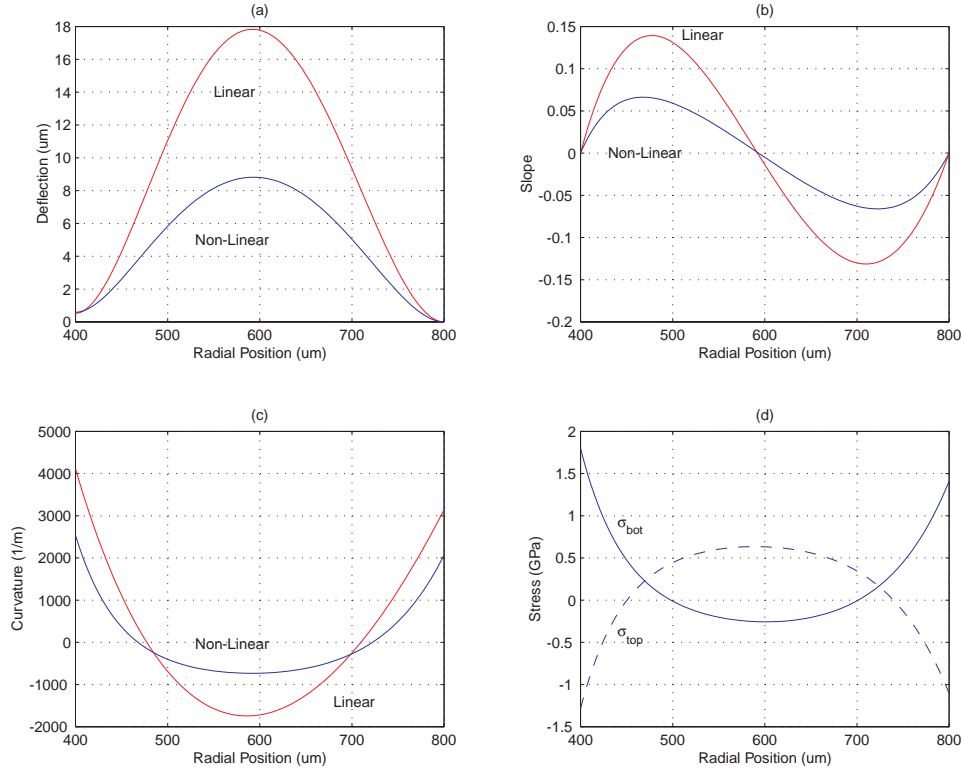 (a)
18
16
14
12
10
8
6
4
2
0
Deflection (um)
Linear
Non-Linear
400 500 600 700 800
Radial Position (um)
(b)
0.2
0.15
0.1
0.05
0
-0.05
-0.1
-0.15
-0.2
Slope
Linear
Non-Linear
400 500 600 700 800
Radial Position (um)
(c)
5000
4000
3000
2000
1000
0
-1000
-2000
Curvature (1/m)
Non-Linear
Linear
400 500 600 700 800
Radial Position (um)
(d)
2
1.5
1
0.5
0
-0.5
-1
-1.5
Stress (GPa)
σbot
σtop
400 500 600 700 800
Radial Position (um)